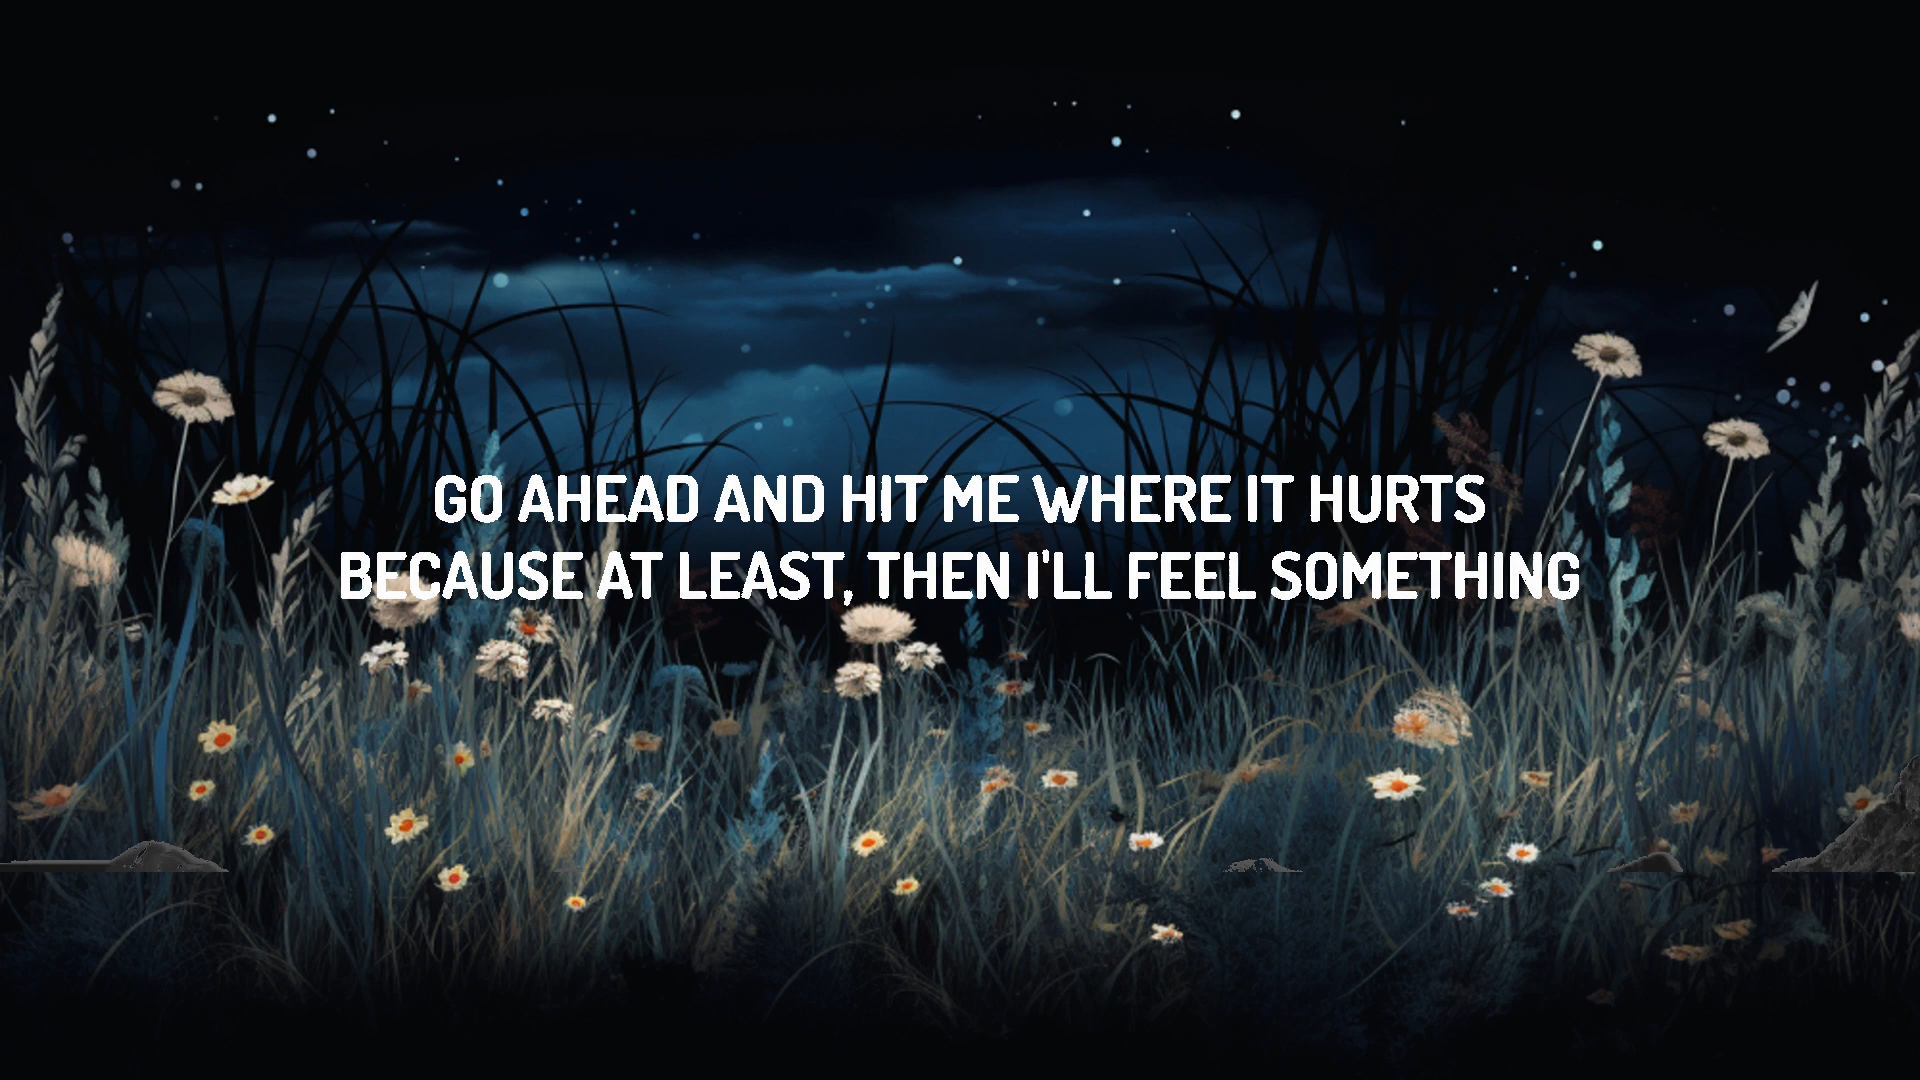 GO AHEAD AND HIT ME WHERE IT HURTS
BECAUSE AT LEAST, THEN I'LL FEEL SOMETHING